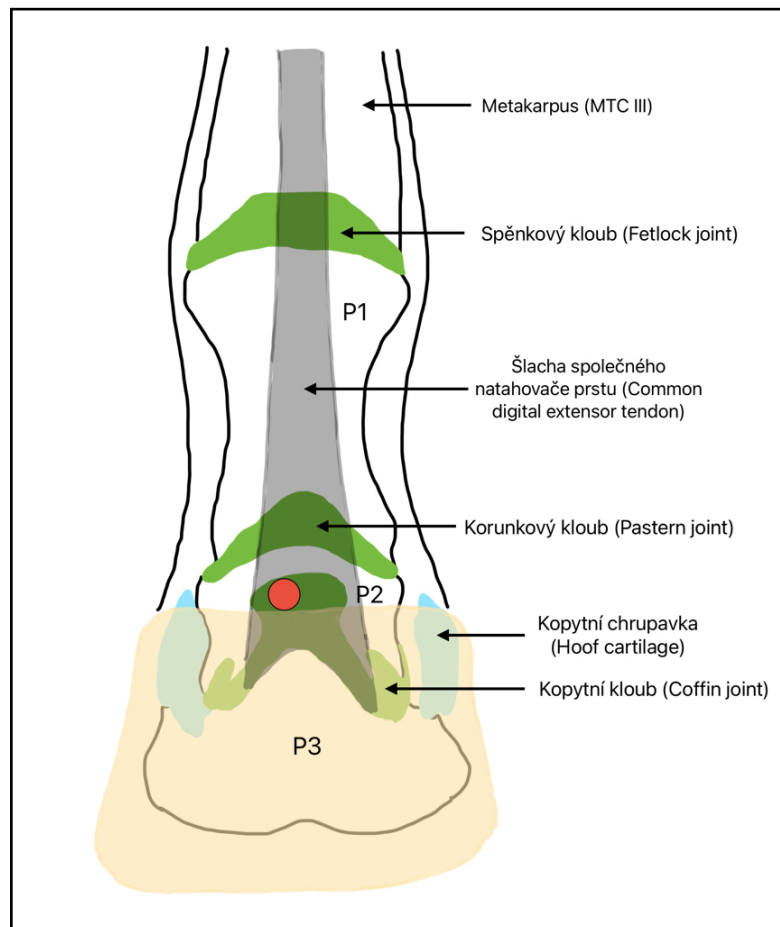 Metakarpus (MTC III)
Spěnkový kloub (Fetlock joint)
P1
Šlacha společného
natahovače prstu (Common
digital extensor tendon)
Korunkový kloub (Pastern joint)
P2
Kopytní chrupavka
(Hoof cartilage)
Kopytní kloub (Coffin joint)
P3